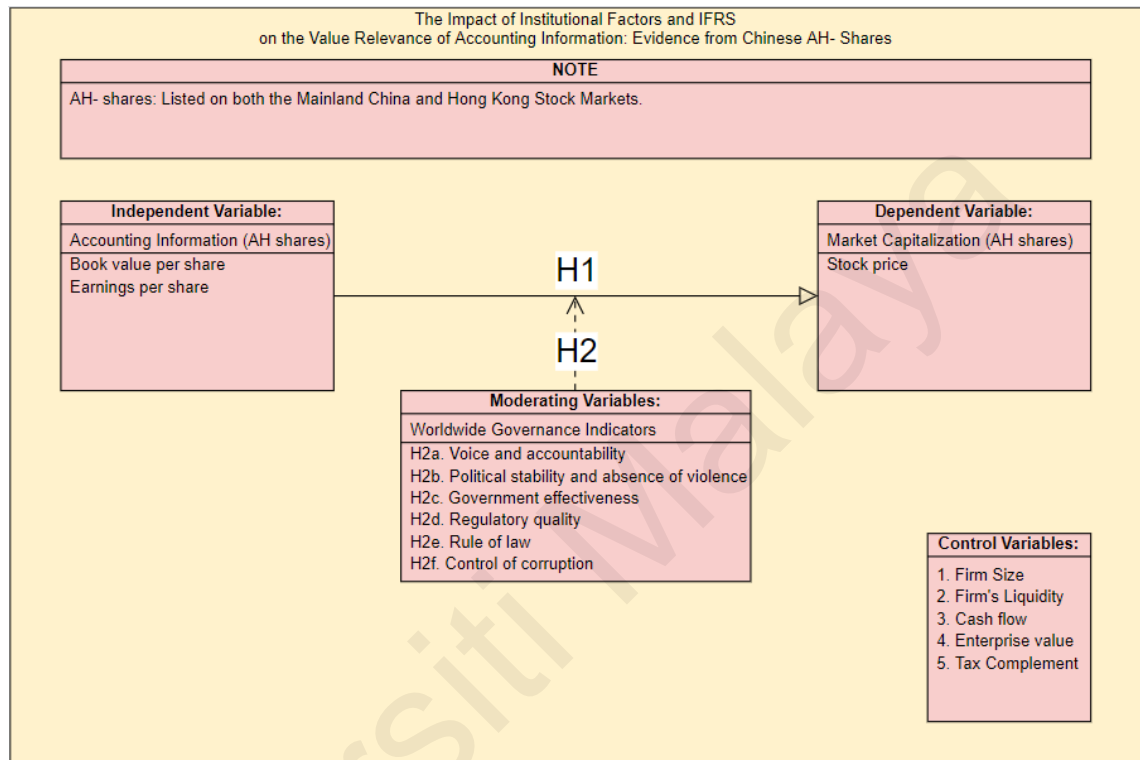 The Impact of Institutional Factors and IFRS
on the Value Relevance of Accounting Information: Evidence from Chinese AH- Shares
NOTE
AH- shares: Listed on both the Mainland China and Hong Kong Stock Markets.
Independent Variable:
Accounting Information (AH shares)
Book value per share
Earnings per share
H1
Dependent Variable:
Market Capitalization (AH shares)
Stock price
H2
Moderating Variables:
Worldwide Governance Indicators
H2a. Voice and accountability
H2b. Political stability and absence of violence
H2c. Government effectiveness
H2d. Regulatory quality
H2e. Rule of law
H2f. Control of corruption
Control Variables:
1. Firm Size
2. Firm's Liquidity
3. Cash flow
4. Enterprise value
5. Tax Complement
rsiti Malaya